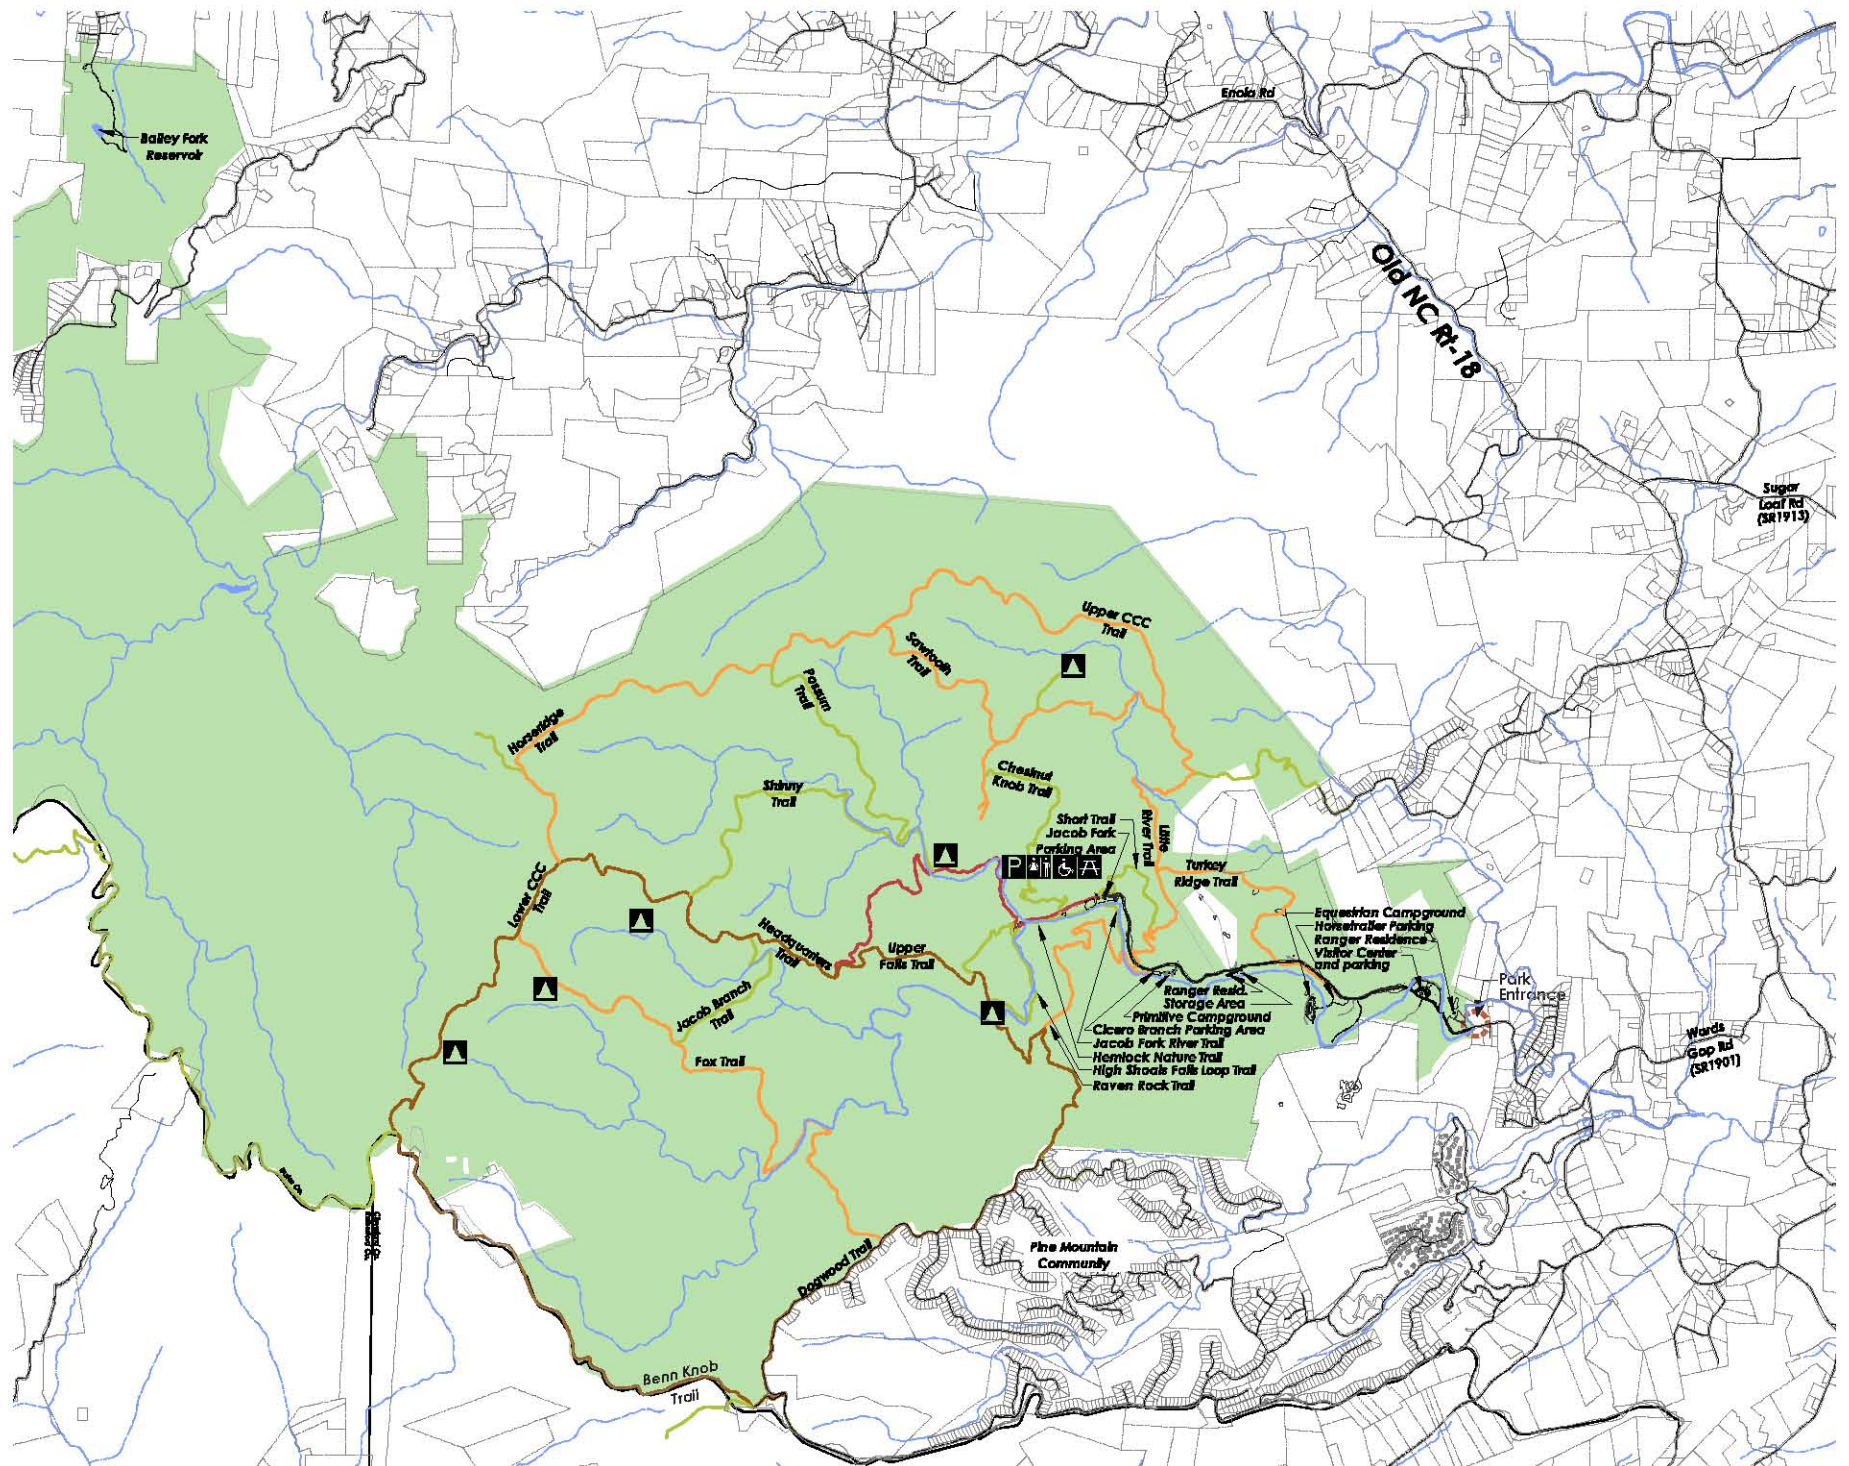 Enola Rd
Bailey Fork
Reservoir
Old NC Rt-18
Sugar
Loaf Rd
(SR1913)
Upper CCC
Trail
Sawtooth
Trail
Possum
Trail
Horseridge
Trail
Chestnut
Knob Trail
Shinny
Trail
Short Trail
Jacob Fork
Parking Area
P
Little
River Trail
Turkey
Ridge Trail
Lower CCC
Trail
Headquarters
Trail
Upper
Falls Trail
Equestrian Campground
Horsetrailer Parking
Ranger Residence
Visitor Center
and parking
Park
Entrance
Ranger Resid.
Storage Area
Primitive Campground
Cicero Branch Parking Area
Jacob Fork River Trail
Hemlock Nature Trail
High Shoals Falls Loop Trail
Raven Rock Trail
Jacob Branch
Trail
Fox Trail
Wards
Gap Rd
(SR1901)
Pine Mountain
Community
Dogwood Trail
Benn Knob
Trail